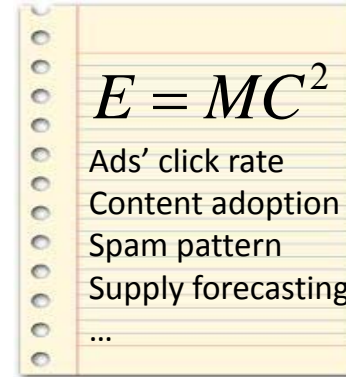 E = MC²
Ads’ click rate
Content adoption
Spam pattern
Supply forecasting
...